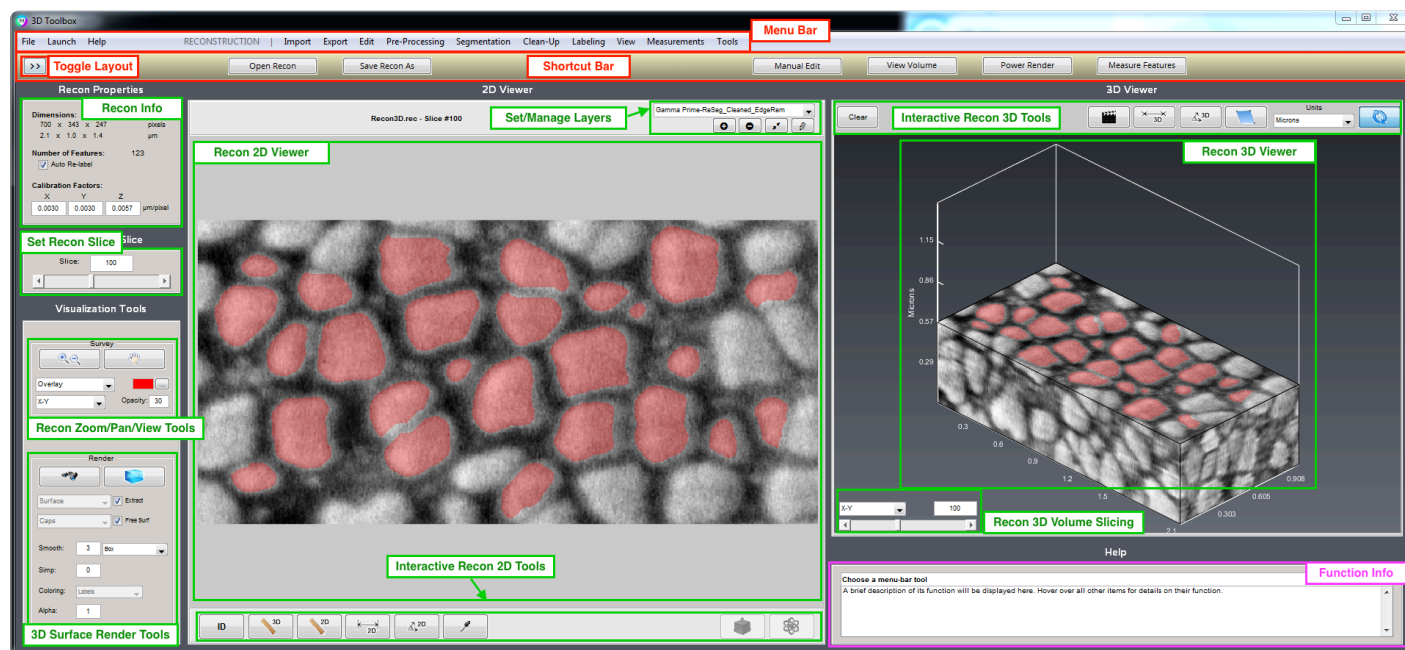 3D Toolbox
Menu Bar
File Launch Help RECONSTRUCTION | Import Export Edit Pre-Processing Segmentation Clean-Up Labeling View Measurements Tools
>> Toggle Layout Open Recon Save Recon As Shortcut Bar Manual Edit View Volume Power Render Measure Features
Recon Properties
Recon Info
Dimensions:
700 x 343 x 247 pixels
2.1 x 1.0 x 1.4 µm
Number of Features: 123
Auto Re-label
Calibration Factors:
X Y Z
0.0030 0.0030 0.0057 µm/pixel
Set Recon Slice
Slice
Slice: 100
Visualization Tools
Survey
Overlay
X-Y Opacity: 30
Recon Zoom/Pan/View Tools
Render
Surface Extract
Caps Free Surf
Smooth: 3 Box
Simp: 0
Coloring: Labels
Alpha: 1
3D Surface Render Tools
2D Viewer
Recon3D.rec - Slice #100
Set/Manage Layers
Gamma Prime-ReSeg_Cleaned_EdgeRem
Recon 2D Viewer
Interactive Recon 2D Tools
ID 3D 2D 2D 2D
3D Viewer
Clear Interactive Recon 3D Tools 3D 3D
Units
Microns
Recon 3D Viewer
1.15
0.86
Microns
0.57
0.29
0.3
0.6
0.9
1.2
1.5
2.1
0.303
0.605
0.908
X-Y 100
Recon 3D Volume Slicing
Help
Function Info
Choose a menu-bar tool
A brief description of its function will be displayed here. Hover over all other items for details on their function.